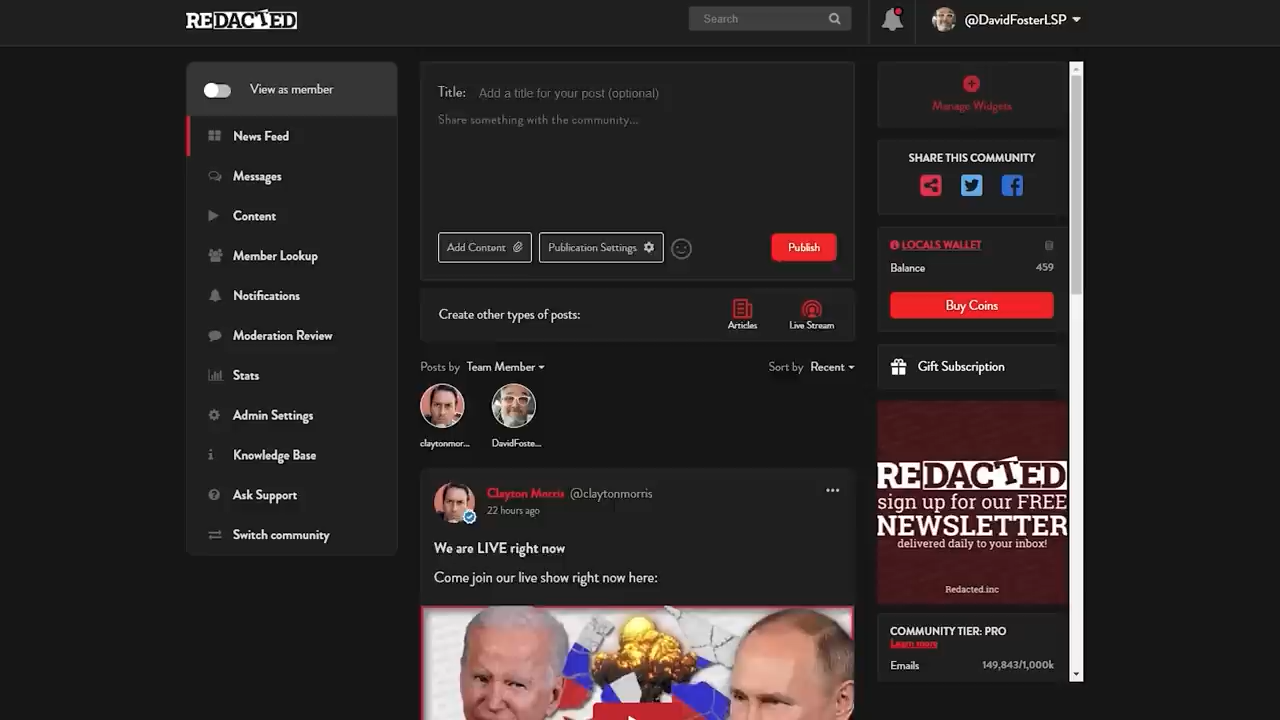 REDACTED
Search
@DavidFosterLSP
View as member
News Feed
Messages
Content
Member Lookup
Notifications
Moderation Review
Stats
Admin Settings
Knowledge Base
Ask Support
Switch community
Title: Add a title for your post (optional)
Share something with the community...
Add Content
Publication Settings
Publish
Create other types of posts:
Articles
Live Stream
Posts by Team Member
Sort by Recent
claytonmor...
DavidFoste...
Clayton Morris @claytonmorris
22 hours ago
We are LIVE right now
Come join our live show right now here:
Manage Widgets
SHARE THIS COMMUNITY
LOCALS WALLET
Balance 459
Buy Coins
Gift Subscription
REDACTED
sign up for our FREE
NEWSLETTER
delivered daily to your inbox!
Redacted.inc
COMMUNITY TIER: PRO
Learn more
Emails 149,843/1,000k